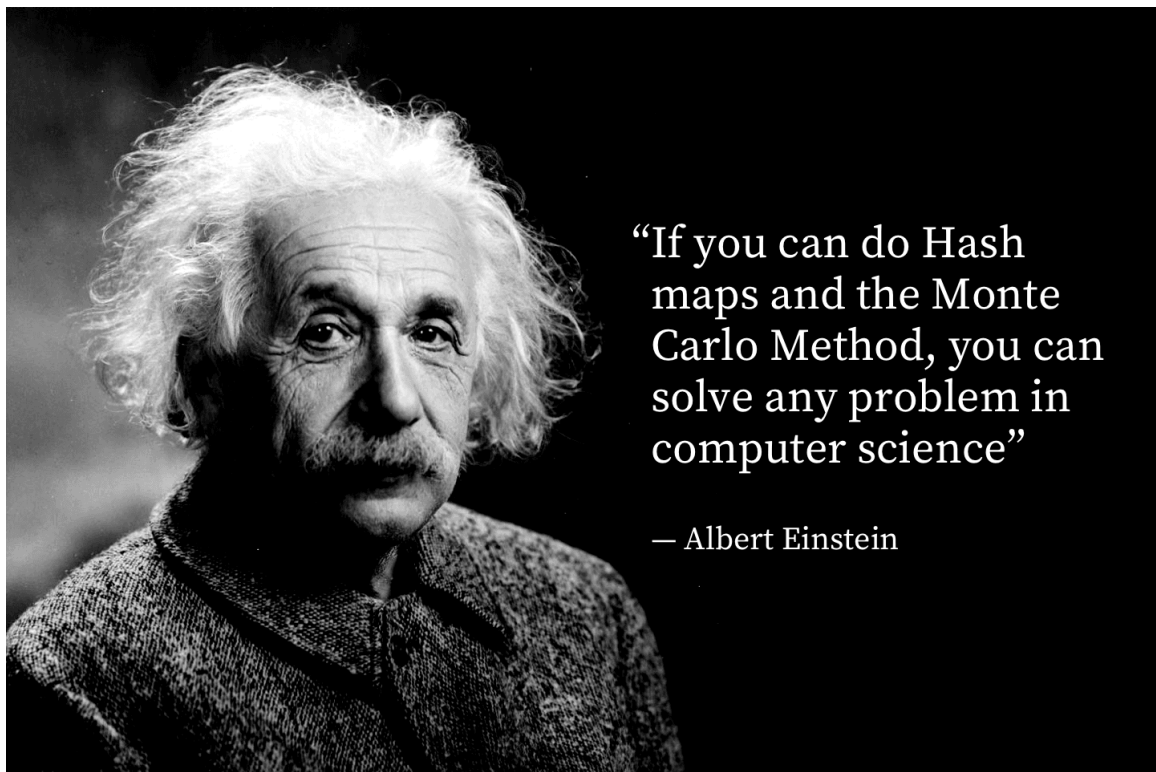 “If you can do Hash
maps and the Monte
Carlo Method, you can
solve any problem in
computer science”
— Albert Einstein